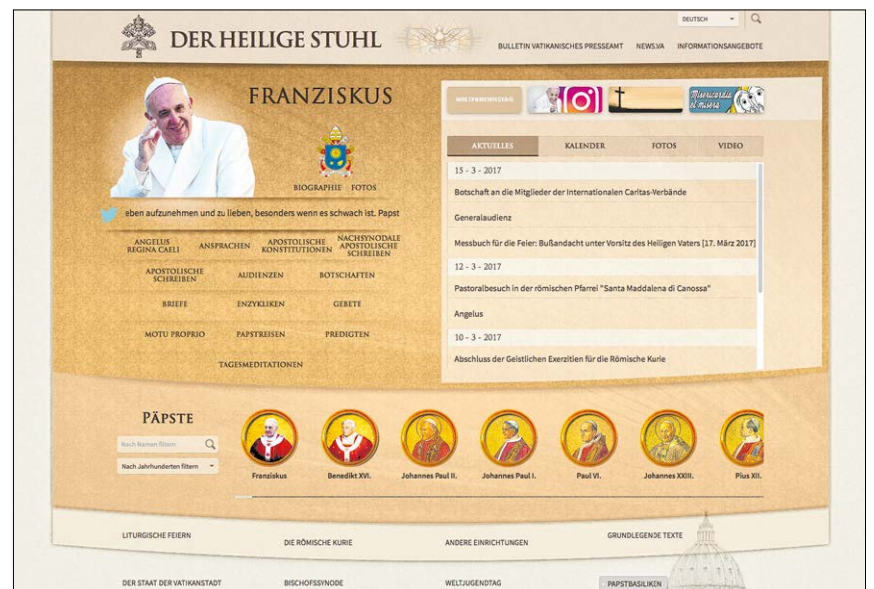 DEUTSCH
DER HEILIGE STUHL
BULLETIN VATIKANISCHES PRESSEAMT NEWS.VA INFORMATIONSANGEBOTE
FRANZISKUS
BIOGRAPHIE FOTOS
eben aufzunehmen und zu lieben, besonders wenn es schwach ist. Papst
ANGELUS
REGINA CAELI
ANSPRACHEN
APOSTOLISCHE
KONSTITUTIONEN
NACHSYNODALE
APOSTOLISCHE
SCHREIBEN
APOSTOLISCHE
SCHREIBEN
AUDIENZEN
BOTSCHAFTEN
BRIEFE
ENZYKLIKEN
GEBETE
MOTU PROPRIO
PAPSTREISEN
PREDIGTEN
TAGESMEDITATIONEN
Misericordia
et misera
AKTUELLES
KALENDER
FOTOS
VIDEO
15 - 3 - 2017
Botschaft an die Mitglieder der Internationalen Caritas-Verbände
Generalaudienz
Messbuch für die Feier: Bußandacht unter Vorsitz des Heiligen Vaters [17. März 2017]
12 - 3 - 2017
Pastoralbesuch in der römischen Pfarrei "Santa Maddalena di Canossa"
Angelus
10 - 3 - 2017
Abschluss der Geistlichen Exerzitien für die Römische Kurie
PÄPSTE
Nach Namen filtern
Nach Jahrhunderten filtern
Franziskus
Benedikt XVI.
Johannes Paul II.
Johannes Paul I.
Paul VI.
Johannes XXIII.
Pius XII.
LITURGISCHE FEIERN
DIE RÖMISCHE KURIE
ANDERE EINRICHTUNGEN
GRUNDLEGENDE TEXTE
DER STAAT DER VATIKANSTADT
BISCHOFSSYNODE
WELTJUGENDTAG
PAPSTBASILIKEN